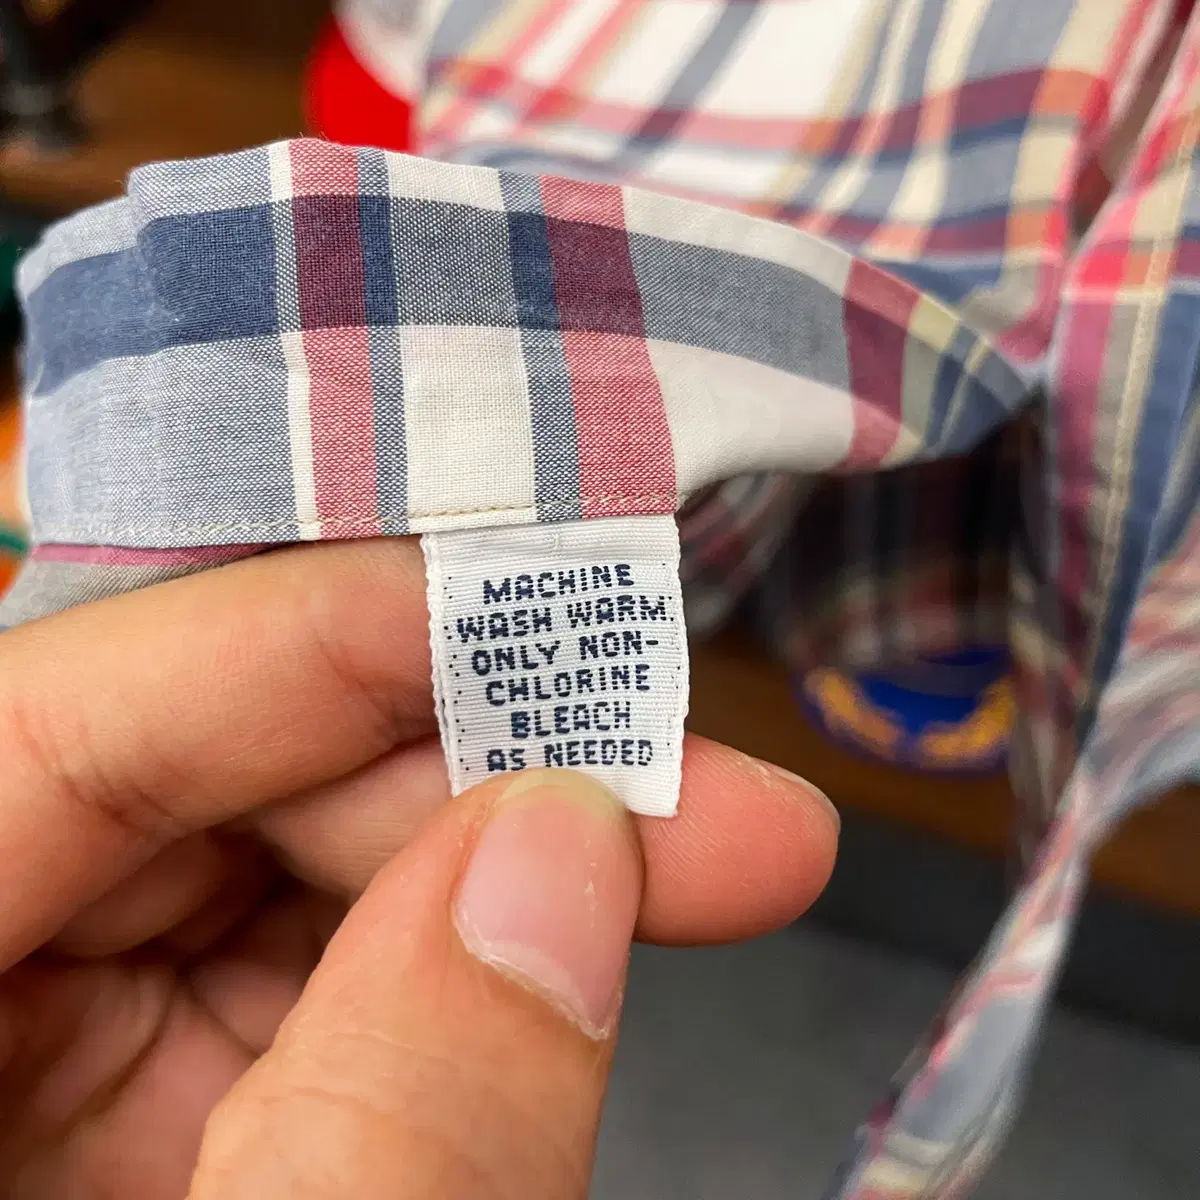 MACHINE
WASH WARM
ONLY NON-
CHLORINE
BLEACH
AS NEEDED